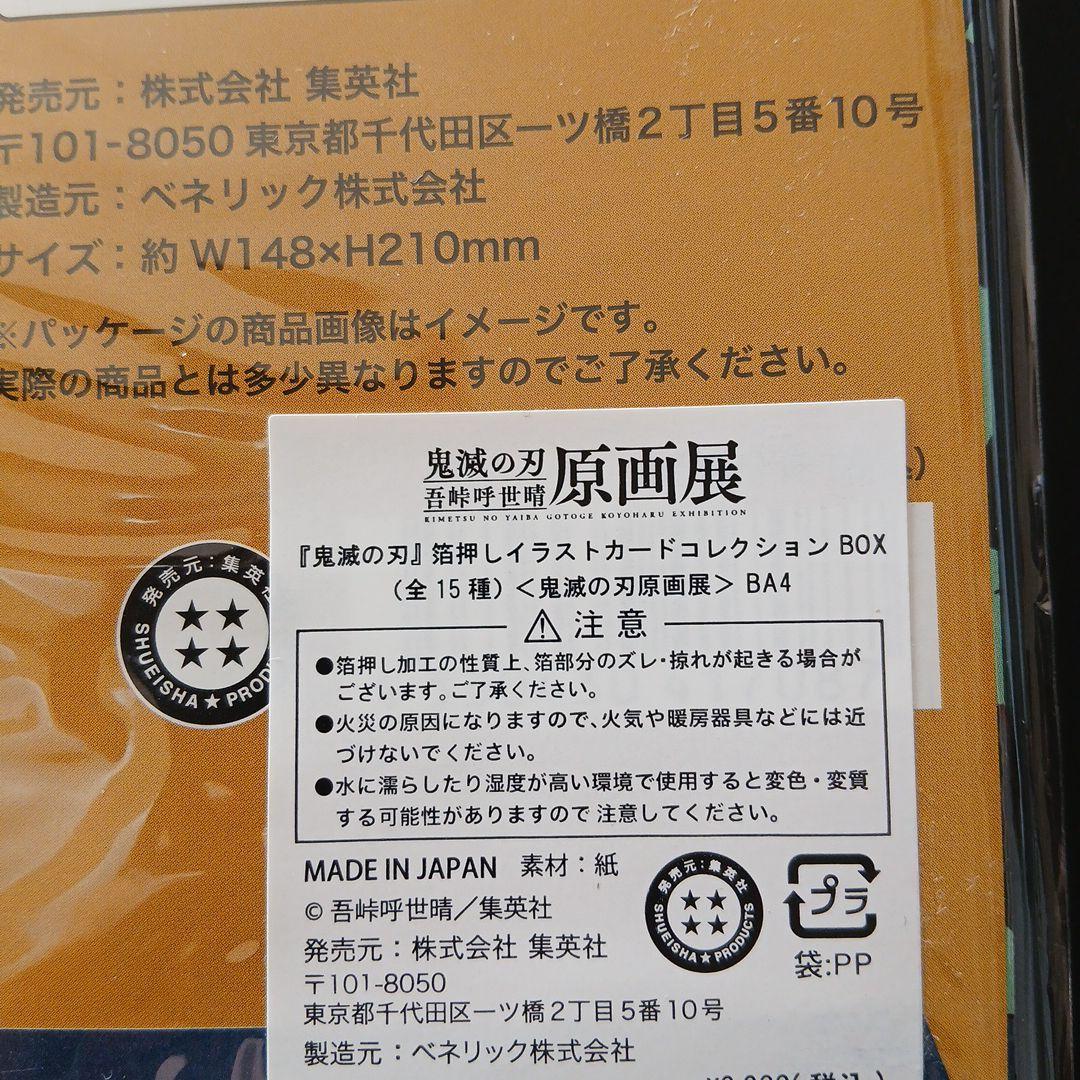 発売元：株式会社 集英社
〒101-8050 東京都千代田区一ツ橋2丁目5番10号
製造元：ベネリック株式会社
サイズ：約 W148×H210mm
※パッケージの商品画像はイメージです。
実際の商品とは多少異なりますのでご了承ください。
発売元：集英
SHUEISHA★PROD
鬼滅の刃
吾峠呼世晴
原画展
KIMETSU NO YAIBA GOTOGE KOYOHARU EXHIBITION
『鬼滅の刃』箔押しイラストカードコレクション BOX
（全 15 種）＜鬼滅の刃原画展＞ BA4
⚠ 注意
●箔押し加工の性質上、箔部分のズレ・掠れが起きる場合が
ございます。ご了承ください。
●火災の原因になりますので、火気や暖房器具などには近
づけないでください。
●水に濡らしたり湿度が高い環境で使用すると変色・変質
する可能性がありますので 注意してください。
MADE IN JAPAN 素材：紙
© 吾峠呼世晴／集英社
発売元：株式会社 集英社
〒101-8050
東京都千代田区一ツ橋2丁目5番10号
製造元：ベネリック株式会社
発売元：集英社
SHUEISHA★PRODUCTS
プラ
袋:PP
(税込)